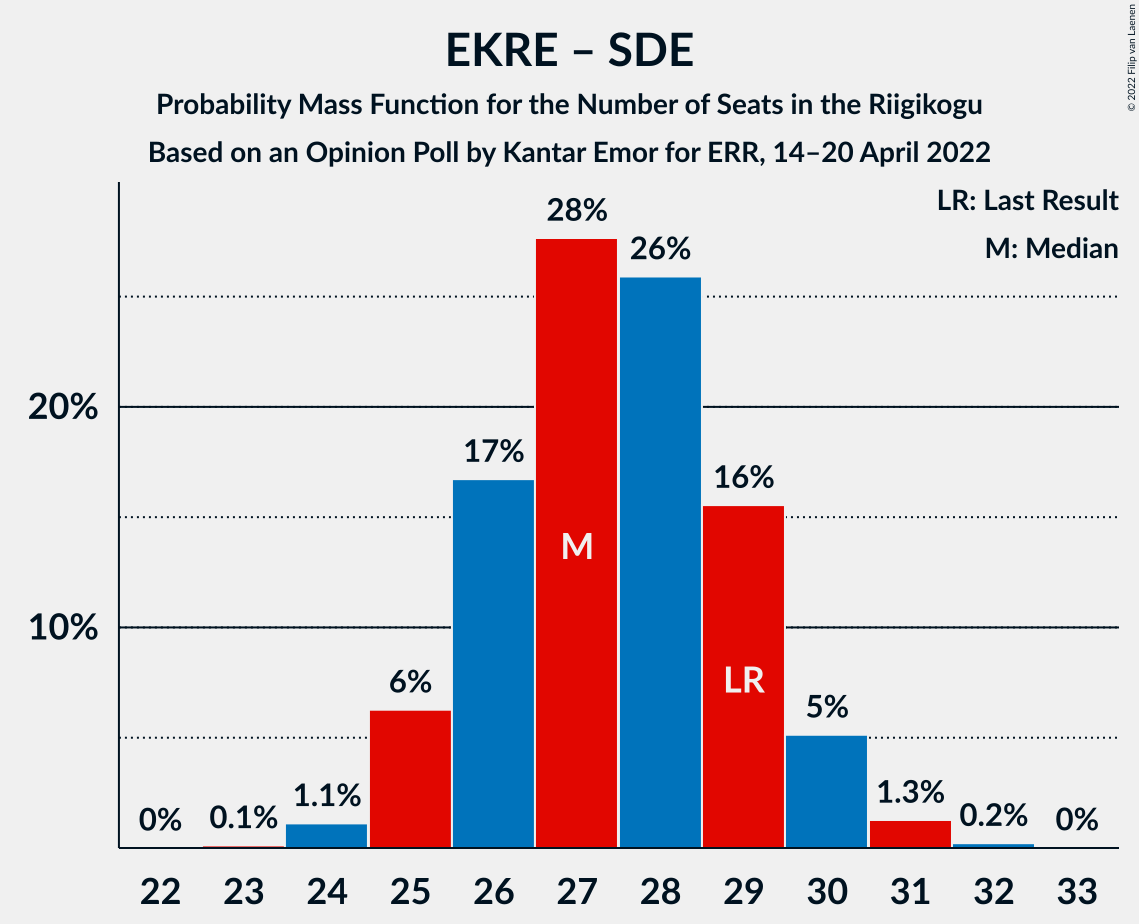 EKRE – SDE
Probability Mass Function for the Number of Seats in the Riigikogu
Based on an Opinion Poll by Kantar Emor for ERR, 14–20 April 2022
© 2022 Filip van Laenen
LR: Last Result
M: Median
20%
10%
0%
0.1%
1.1%
6%
17%
28%
26%
16%
5%
1.3%
0.2%
0%
M
LR
22 23 24 25 26 27 28 29 30 31 32 33